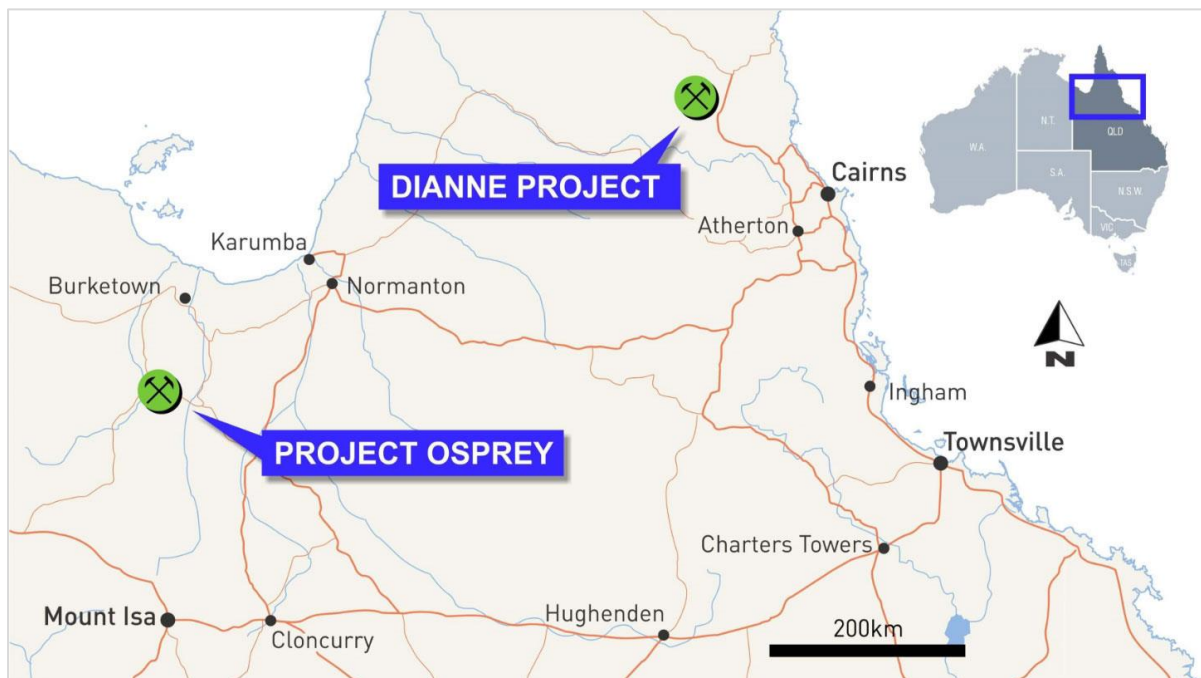 DIANNE PROJECT
Cairns
Atherton
Karumba
Burketown
Normanton
Ingham
PROJECT OSPREY
Townsville
Charters Towers
Mount Isa
Cloncurry
Hughenden
200km
W.A.
N.T.
QLD
S.A.
N.S.W.
VIC
TAS
N